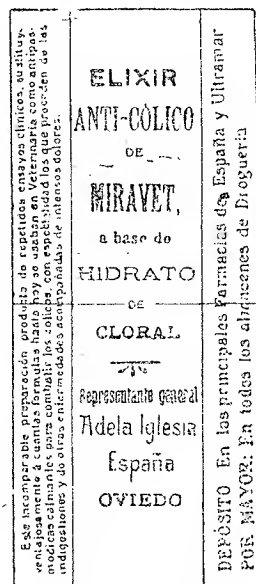 Este incomparable preparación producto de repetidos ensayos clínicos, sustituy-
ventajosamente á cuantas formulas hasta hoy se usaban en Veterinaria como antipas-
módicas calmantes para combatir los cólicos, con especialidad los que proceden de las
indigestiones y de otras enfermedades acompañadas de intensos dolores.
ELIXIR
ANTI-CÓLICO
DE
MIRAVET,
a base de
HIDRATO
DE
CLORAL
Representante general
Adela Iglesia
España
OVIEDO
DEPÓSITO En las principales Farmacias de España y Ultramar
POR MAYOR: En todos los almacenes de Droguería